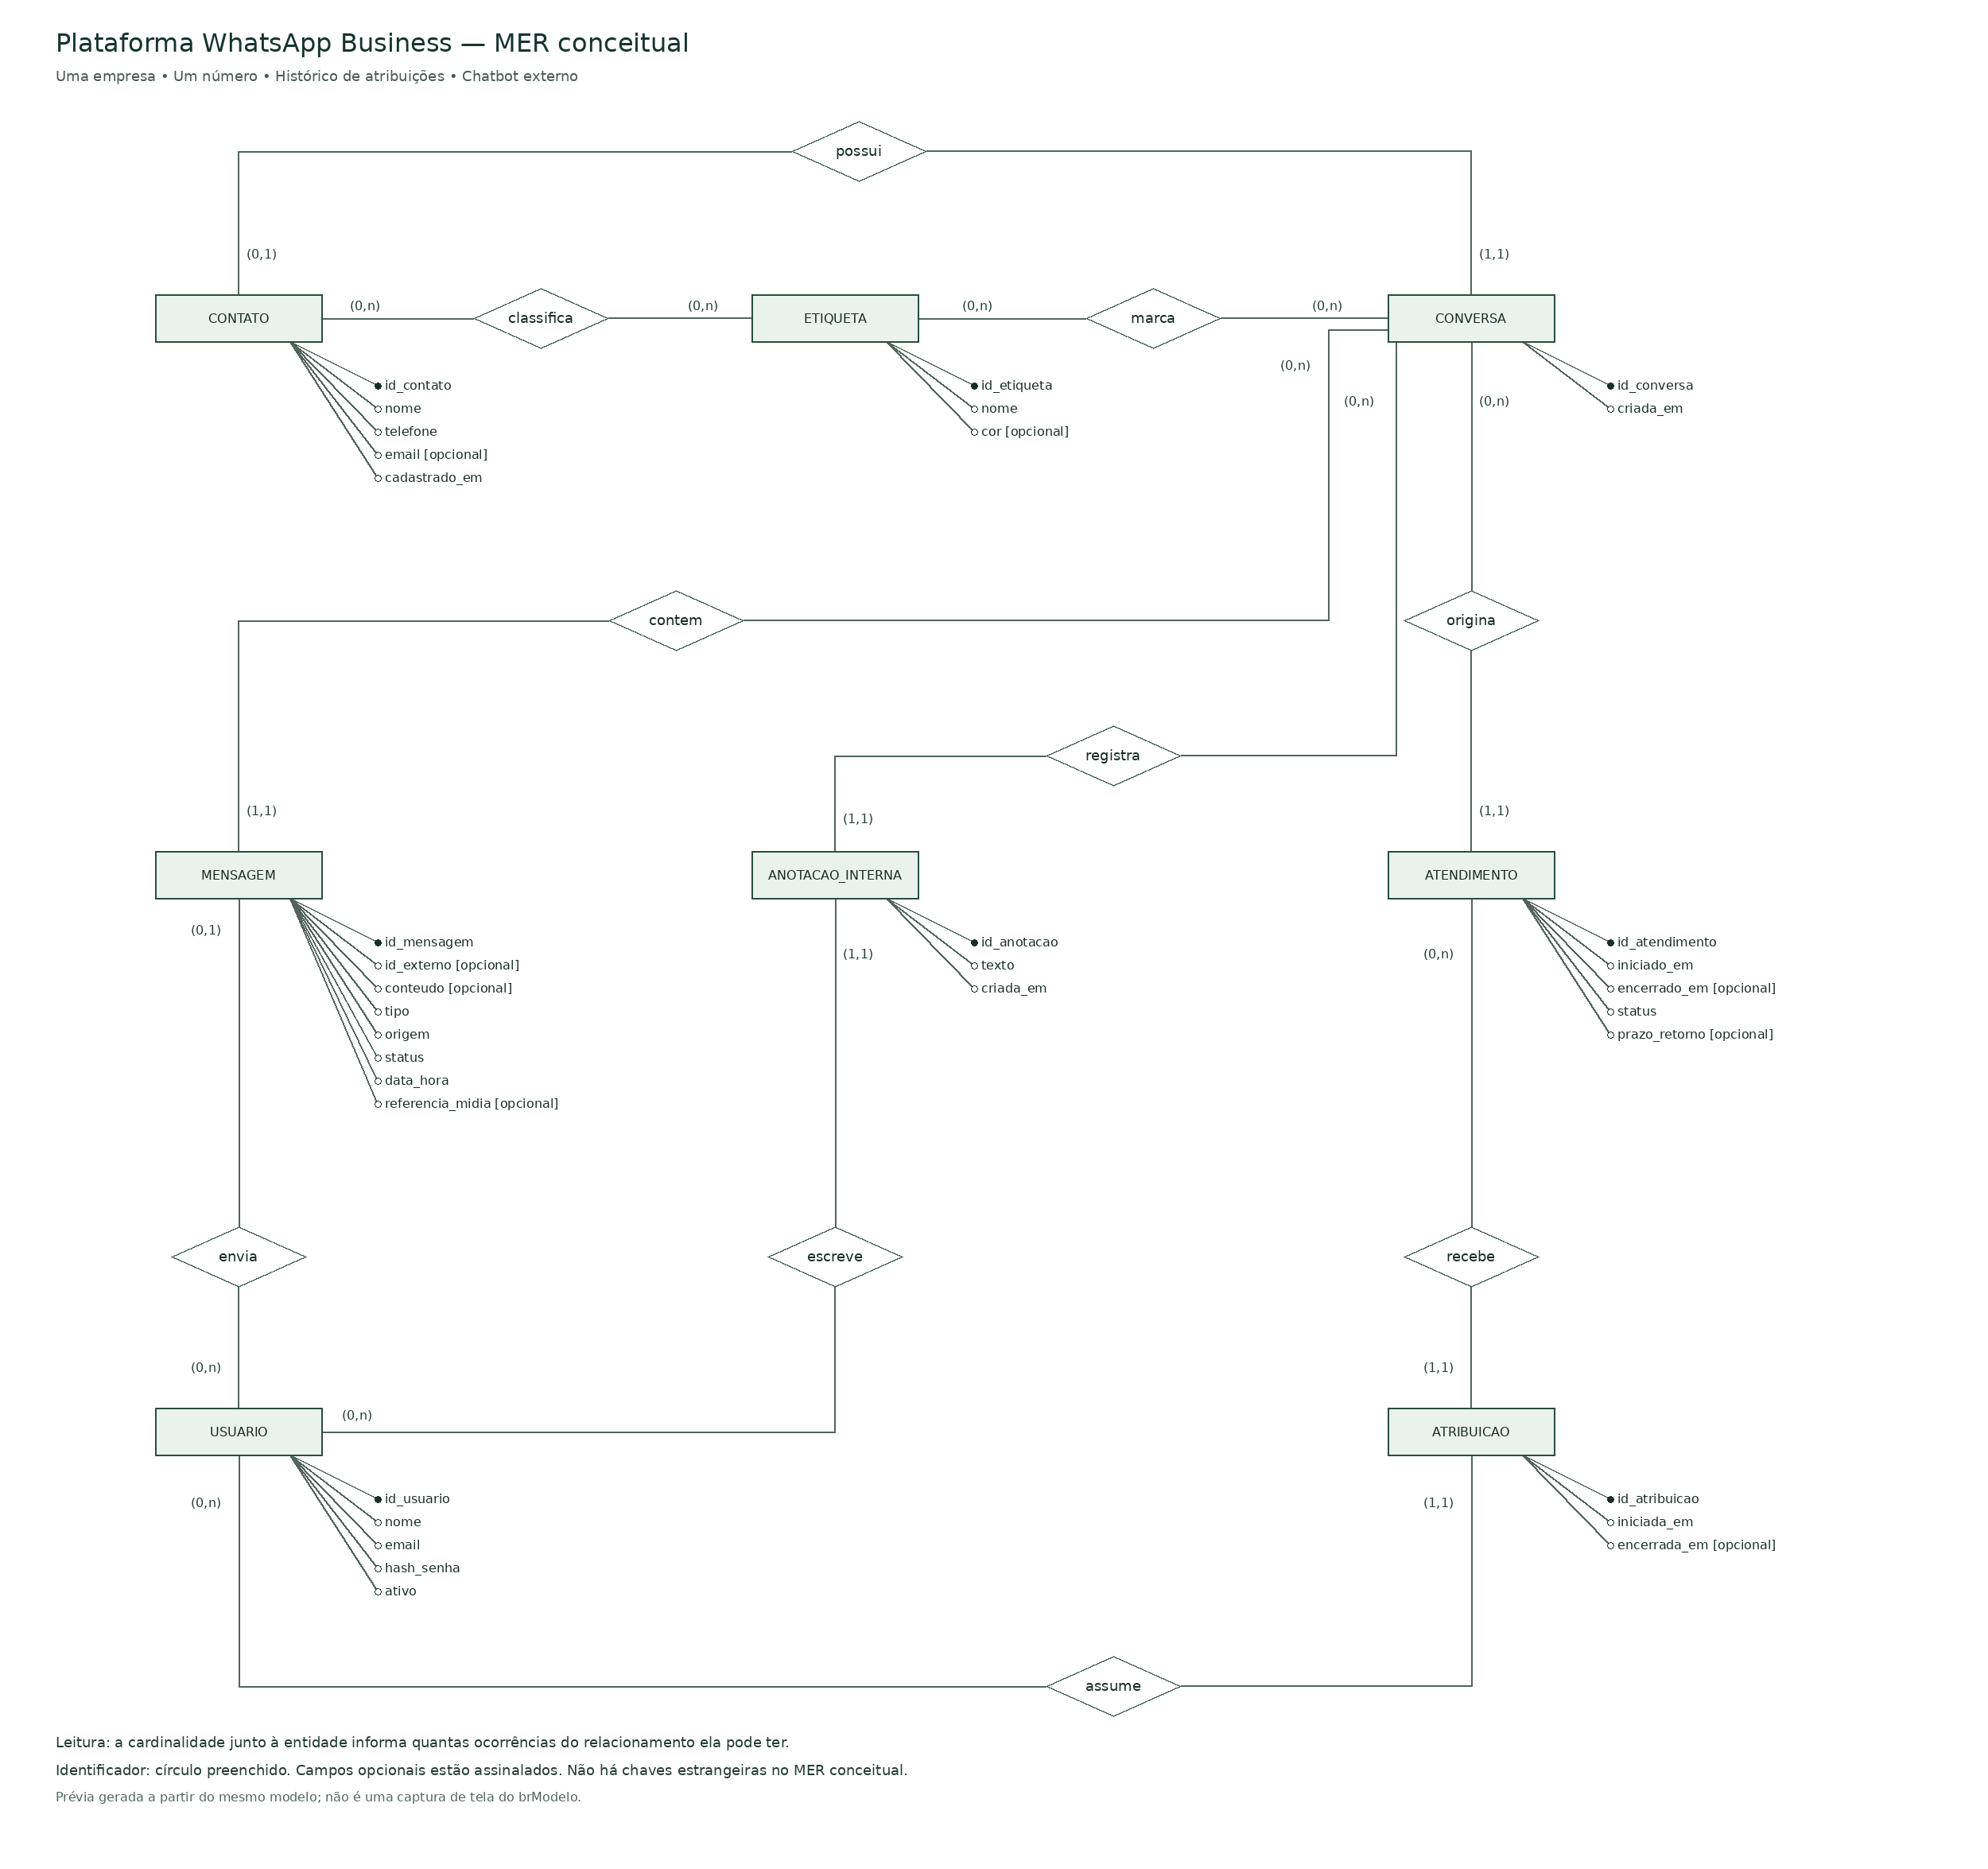 Plataforma WhatsApp Business — MER conceitual
Uma empresa • Um número • Histórico de atribuições • Chatbot externo
possui
(0,1)
(1,1)
CONTATO
(0,n)
classifica
(0,n)
ETIQUETA
(0,n)
marca
(0,n)
CONVERSA
id_contato
nome
telefone
email [opcional]
cadastrado_em
id_etiqueta
nome
cor [opcional]
(0,n)
(0,n)
(0,n)
id_conversa
criada_em
contem
origina
registra
(1,1)
(1,1)
(1,1)
MENSAGEM
ANOTACAO_INTERNA
ATENDIMENTO
(0,1)
id_mensagem
id_externo [opcional]
conteudo [opcional]
tipo
origem
status
data_hora
referencia_midia [opcional]
(1,1)
id_anotacao
texto
criada_em
(0,n)
id_atendimento
iniciado_em
encerrado_em [opcional]
status
prazo_retorno [opcional]
envia
escreve
recebe
(0,n)
(0,n)
(1,1)
USUARIO
ATRIBUICAO
(0,n)
id_usuario
nome
email
hash_senha
ativo
(1,1)
id_atribuicao
iniciada_em
encerrada_em [opcional]
assume
Leitura: a cardinalidade junto à entidade informa quantas ocorrências do relacionamento ela pode ter.
Identificador: círculo preenchido. Campos opcionais estão assinalados. Não há chaves estrangeiras no MER conceitual.
Prévia gerada a partir do mesmo modelo; não é uma captura de tela do brModelo.